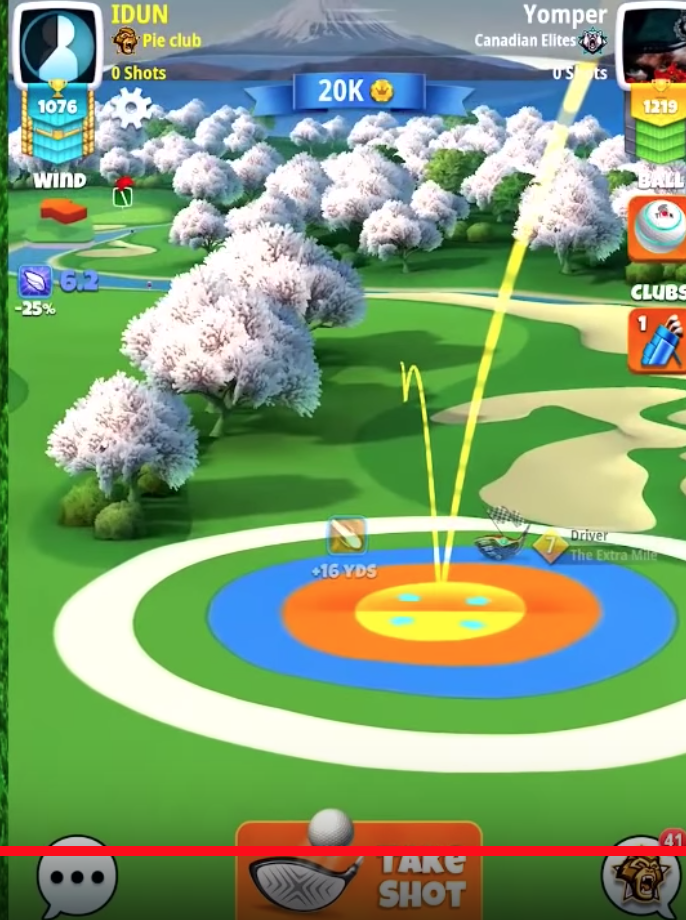 IDUN
Pie club
0 Shots
1076
WIND
6.2
-25%
20K
Yomper
Canadian Elites
0 Shots
1219
BALL
CLUBS
1
7
Driver
The Extra Mile
+16 YDS
TAKE
SHOT
41